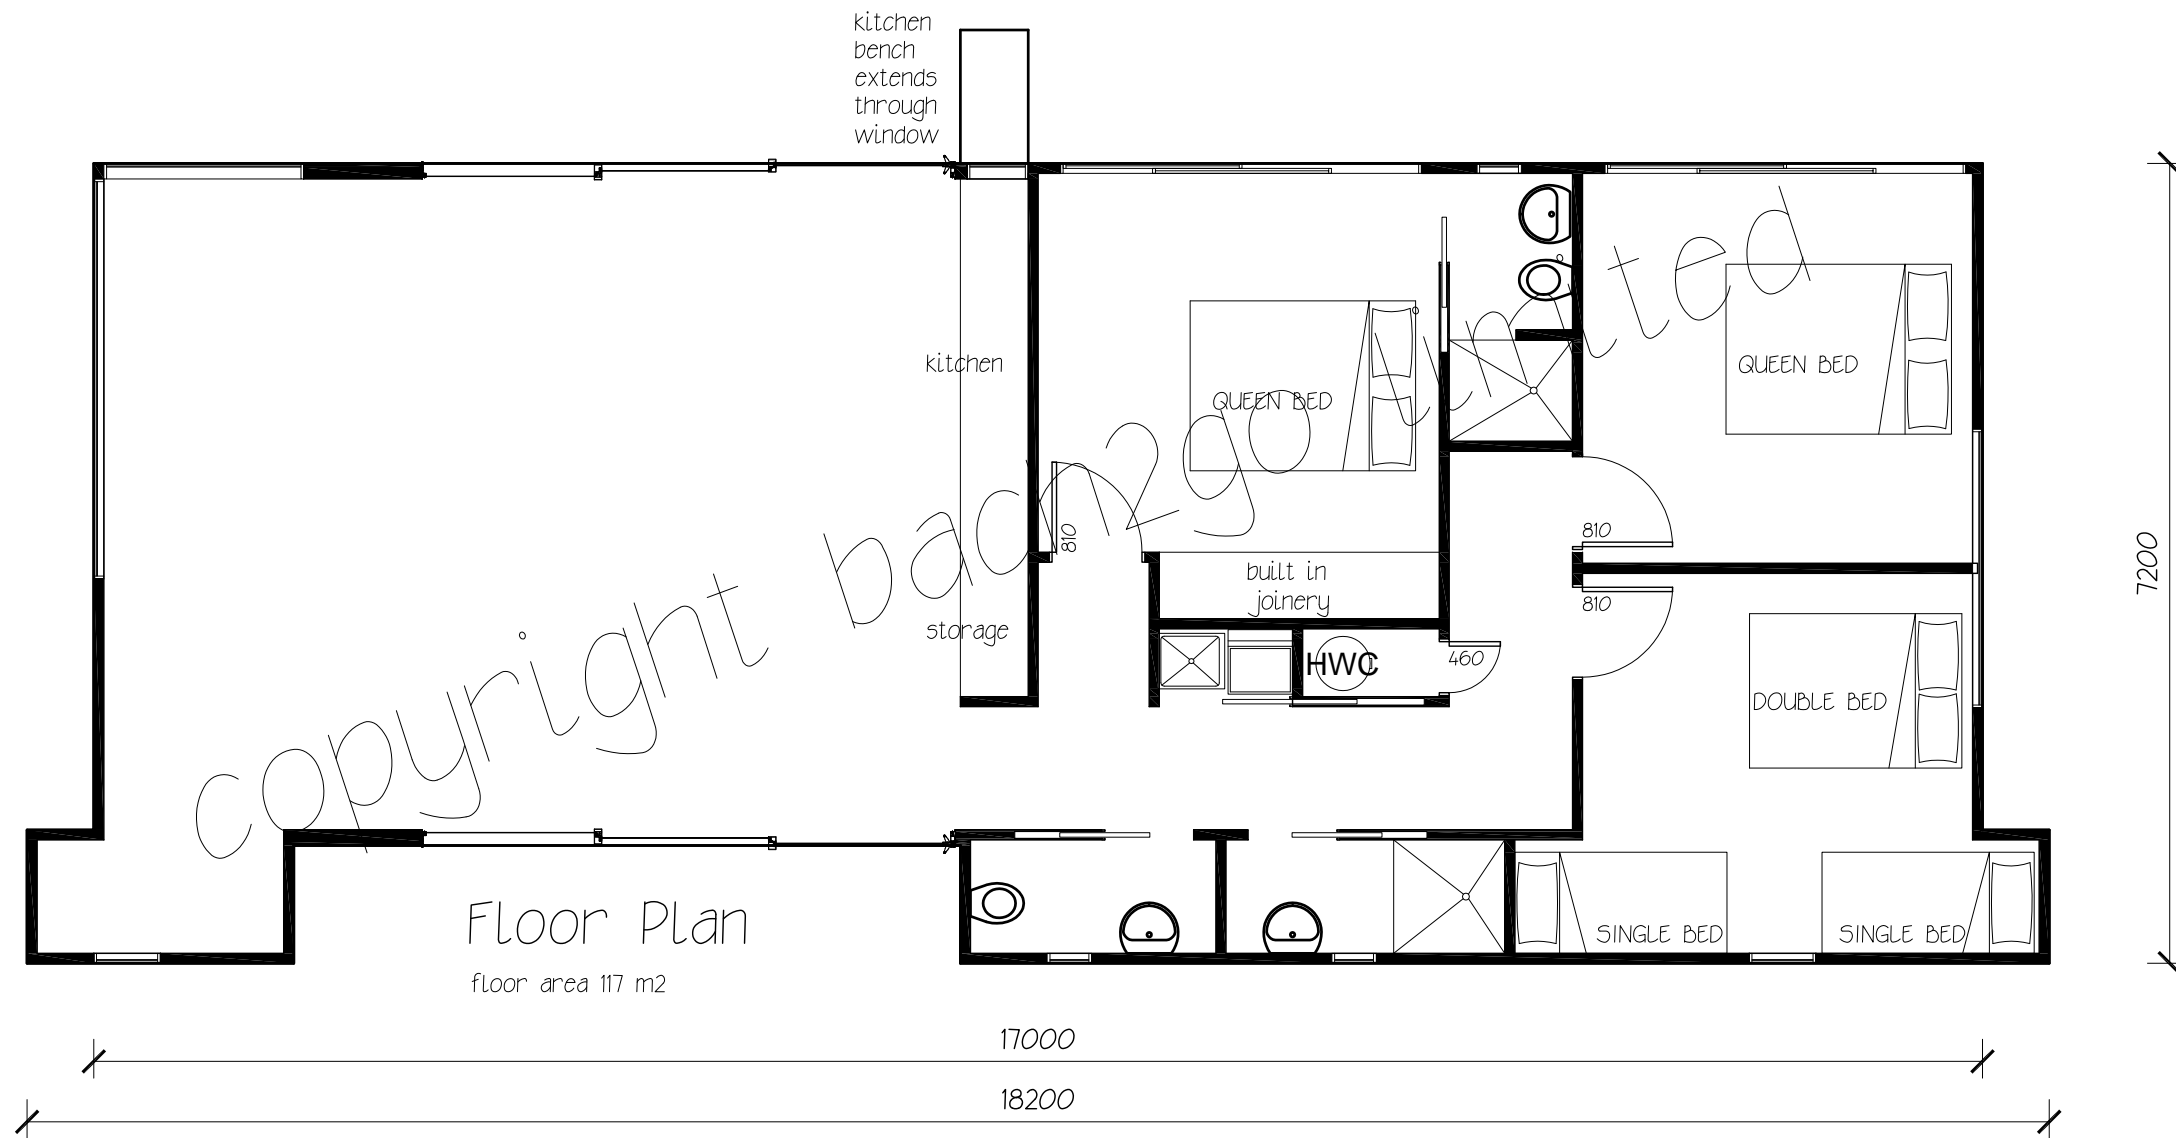 kitchen
bench
extends
through
window
kitchen
storage
QUEEN BED
QUEEN BED
810
810
810
built in
joinery
HWC
460
DOUBLE BED
SINGLE BED
SINGLE BED
copyright bach2go limited
Floor Plan
floor area 117 m2
7200
17000
18200